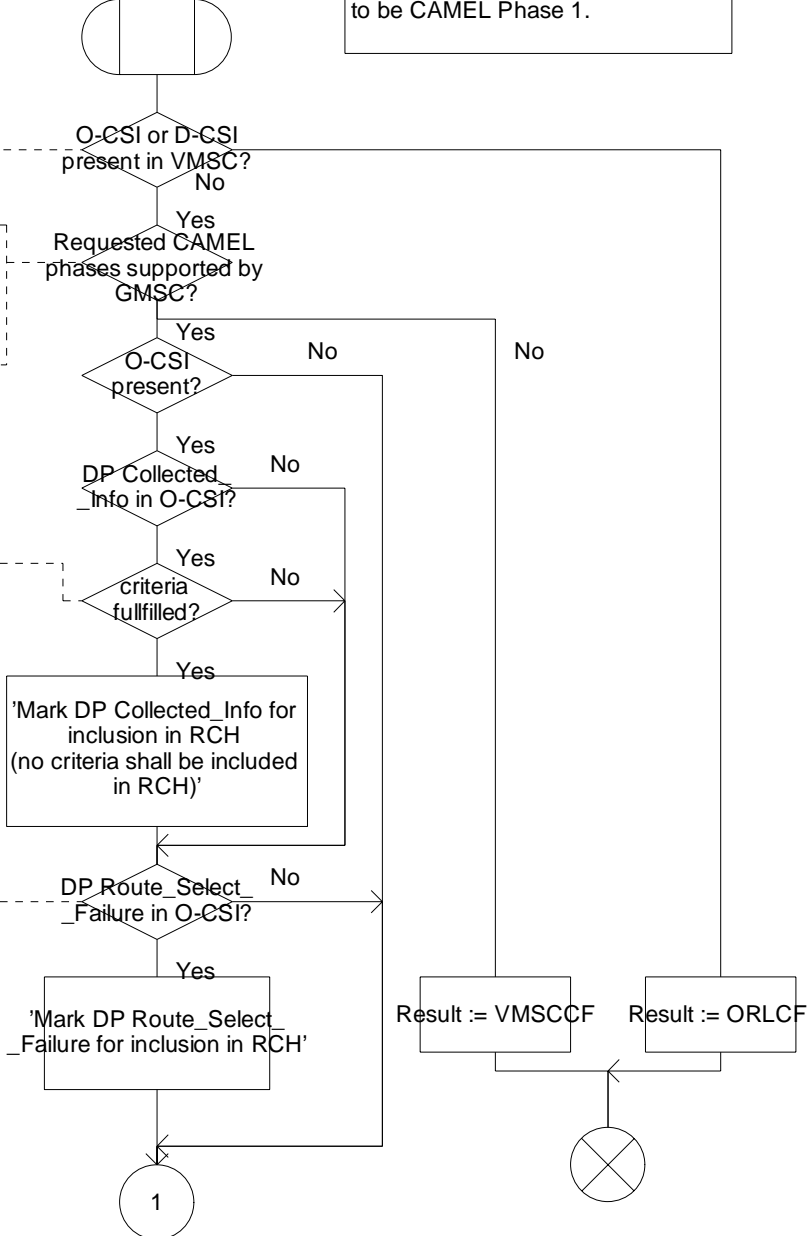 to be CAMEL Phase 1.
O-CSI or D-CSI
present in VMSC?
No
Yes
Requested CAMEL
phases supported by
GMSC?
Yes
No
No
O-CSI
present?
Yes
DP Collected_
_Info in O-CSI?
No
Yes
criteria
fullfilled?
No
Yes
'Mark DP Collected_Info for
inclusion in RCH
(no criteria shall be included
in RCH)'
DP Route_Select_
_Failure in O-CSI?
No
Yes
'Mark DP Route_Select_
_Failure for inclusion in RCH'
Result := VMSCCF
Result := ORLCF
1